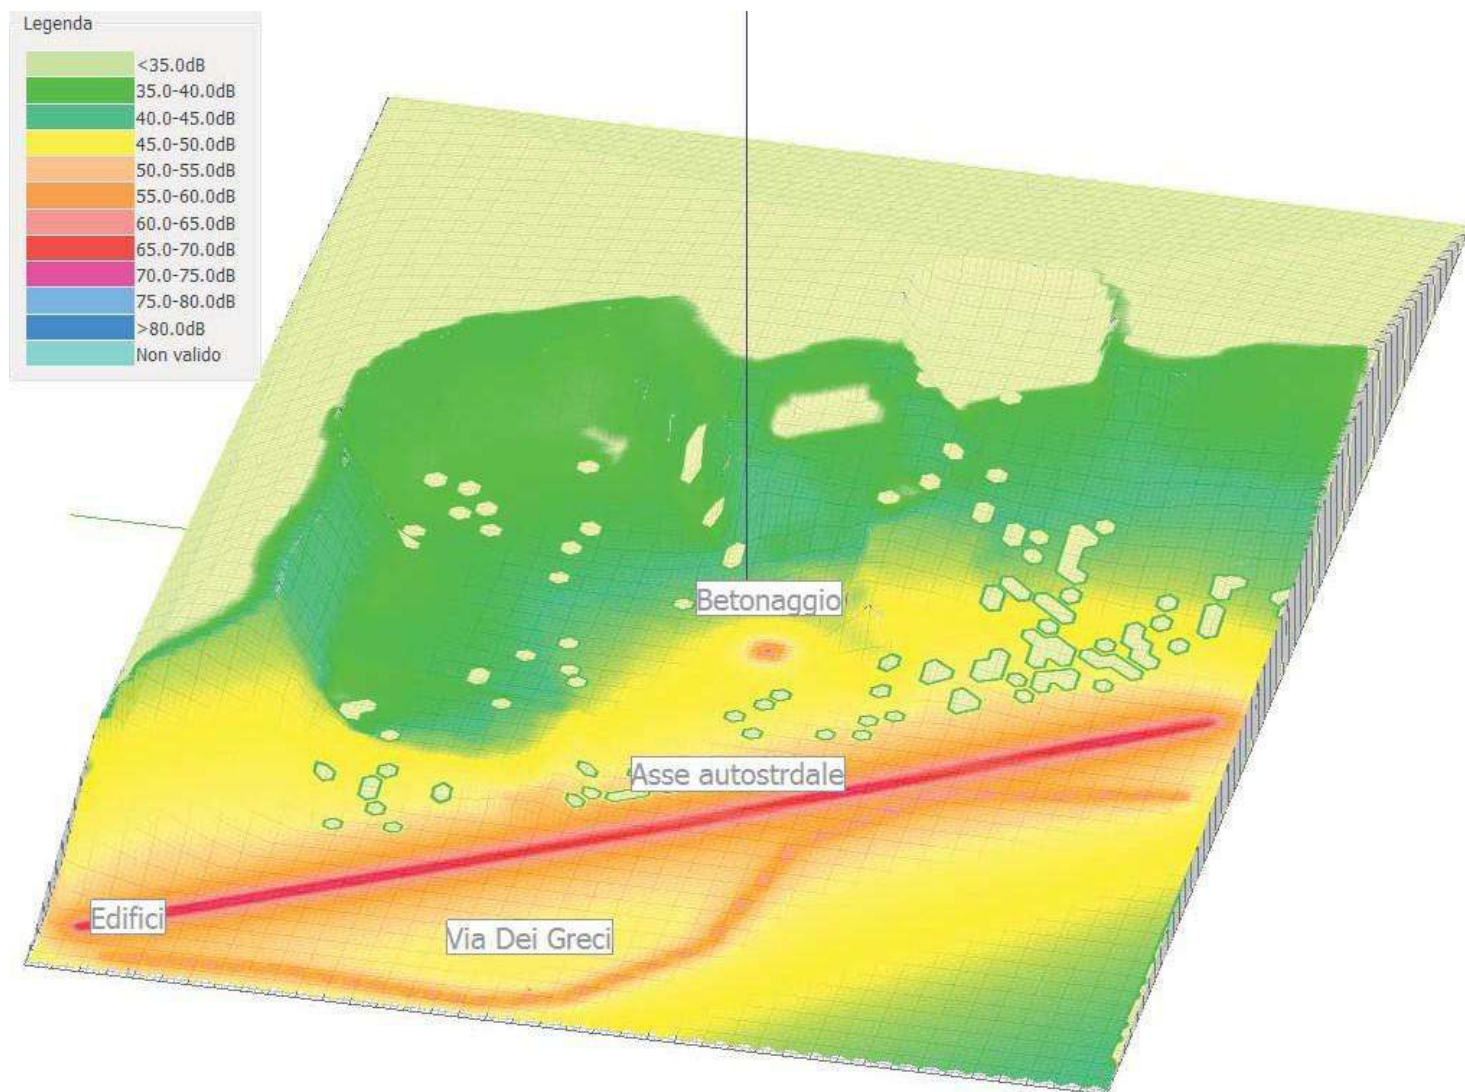 Legenda
<35.0dB
35.0-40.0dB
40.0-45.0dB
45.0-50.0dB
50.0-55.0dB
55.0-60.0dB
60.0-65.0dB
65.0-70.0dB
70.0-75.0dB
75.0-80.0dB
>80.0dB
Non valido
Betonaggio
Asse autostrdale
Edifici
Via Dei Greci